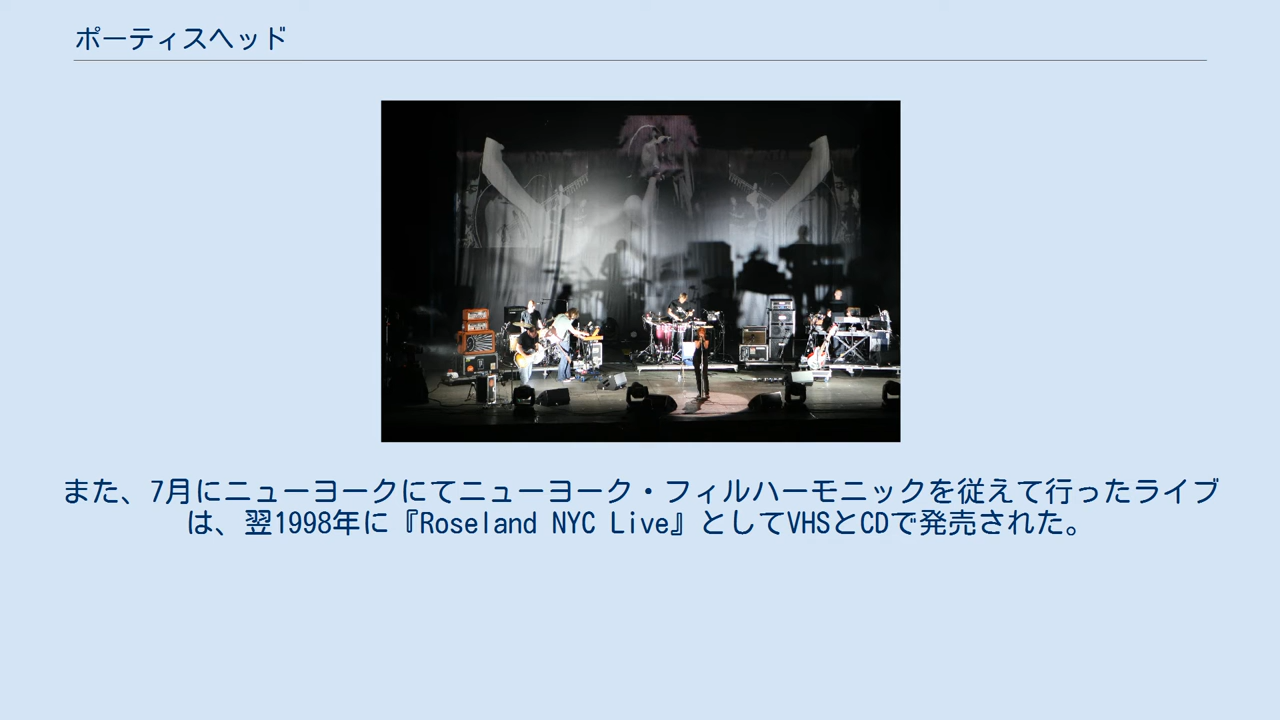 ポーティスヘッド
また、7月にニューヨークにてニューヨーク・フィルハーモニックを従えて行ったライブ
は、翌1998年に『Roseland NYC Live』としてVHSとCDで発売された。